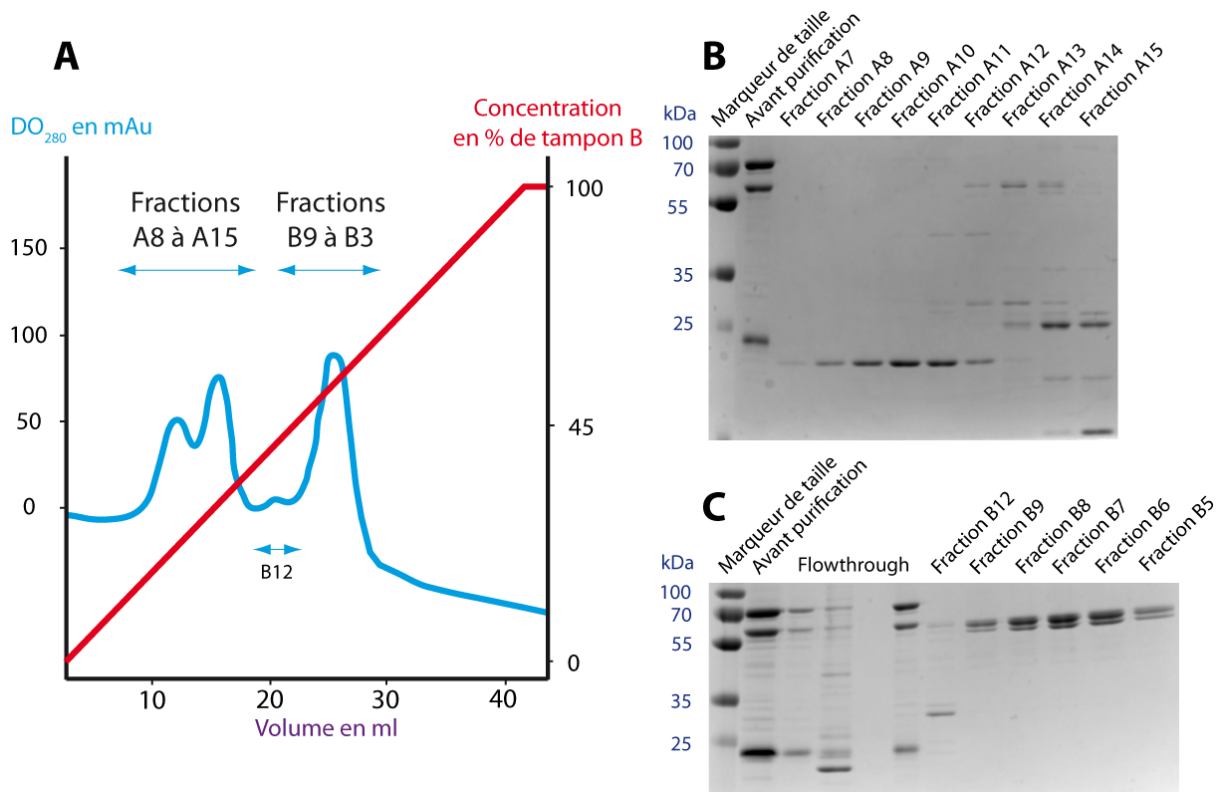 A
DO280 en mAu
Concentration
en % de tampon B
Fractions
A8 à A15
Fractions
B9 à B3
150
100
50
0
100
45
0
B12
10
20
30
40
Volume en ml
B
Marqueur de taille
Avant purification
Fraction A7
Fraction A8
Fraction A9
Fraction A10
Fraction A11
Fraction A12
Fraction A13
Fraction A14
Fraction A15
kDa
100
70
55
35
25
C
Marqueur de taille
Avant purification
Flowthrough
Fraction B12
Fraction B9
Fraction B8
Fraction B7
Fraction B6
Fraction B5
kDa
100
70
55
35
25